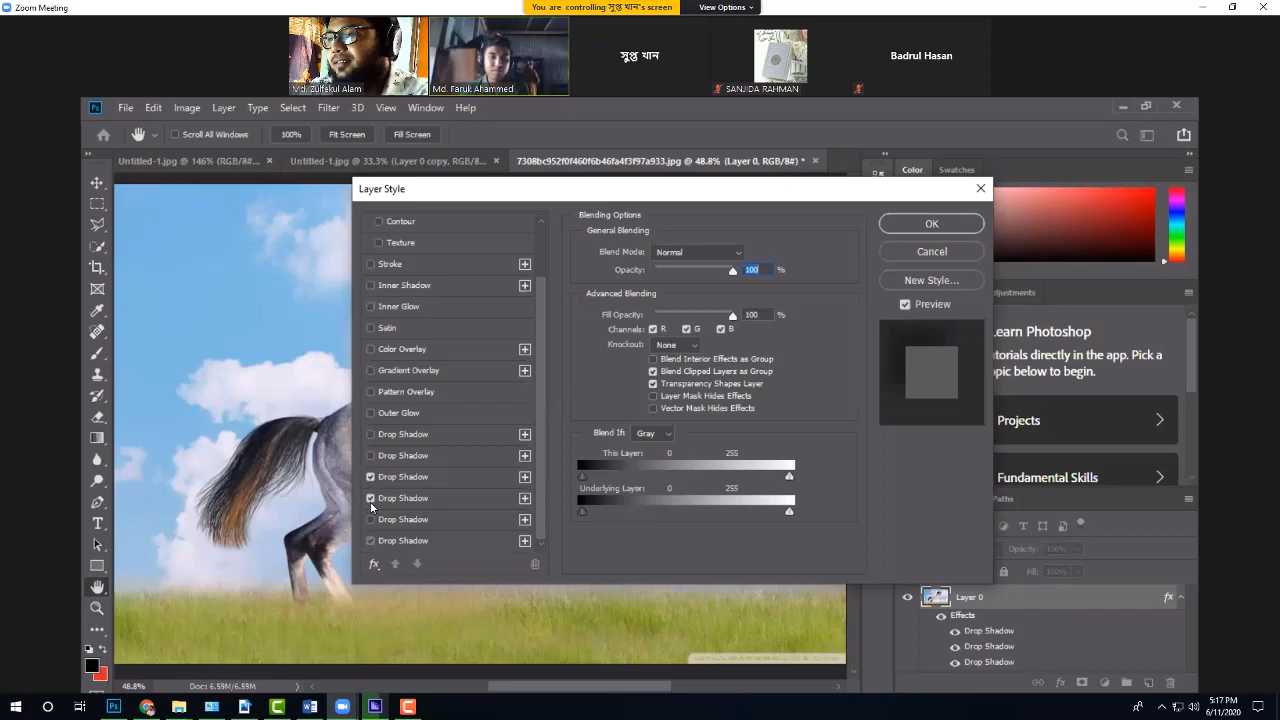 Zoom Meeting
You are controlling সুপ্ত খান's screen
View Options
Md. Zulfekul Alam
Md. Faruk Ahammed
সুপ্ত খান
SANJIDA RAHMAN
Badrul Hasan
Ps File Edit Image Layer Type Select Filter 3D View Window Help
Scroll All Windows 100% Fit Screen Fill Screen
Untitled-1.jpg @ 146% (RGB/8#...
Untitled-1.jpg @ 33.3% (Layer 0 copy, RGB/8...
7308bc952f0f460f6b46fa4f3f97a933.jpg @ 48.8% (Layer 0, RGB/8#) *
Color Swatches
Layer Style
Contour
Texture
Stroke
Inner Shadow
Inner Glow
Satin
Color Overlay
Gradient Overlay
Pattern Overlay
Outer Glow
Drop Shadow
Drop Shadow
Drop Shadow
Drop Shadow
Drop Shadow
Drop Shadow
fx
Blending Options
General Blending
Blend Mode: Normal
Opacity: 100 %
Advanced Blending
Fill Opacity: 100 %
Channels: R G B
Knockout: None
Blend Interior Effects as Group
Blend Clipped Layers as Group
Transparency Shapes Layer
Layer Mask Hides Effects
Vector Mask Hides Effects
Blend If: Gray
This Layer: 0 255
Underlying Layer: 0 255
OK
Cancel
New Style...
Preview
djustments
earn Photoshop
torials directly in the app. Pick a
opic below to begin.
Projects
Fundamental Skills
Paths
Opacity: 100%
Fill: 100%
Layer 0 fx
Effects
Drop Shadow
Drop Shadow
Drop Shadow
48.8% Doc: 6.59M/6.59M
5:17 PM
6/11/2020